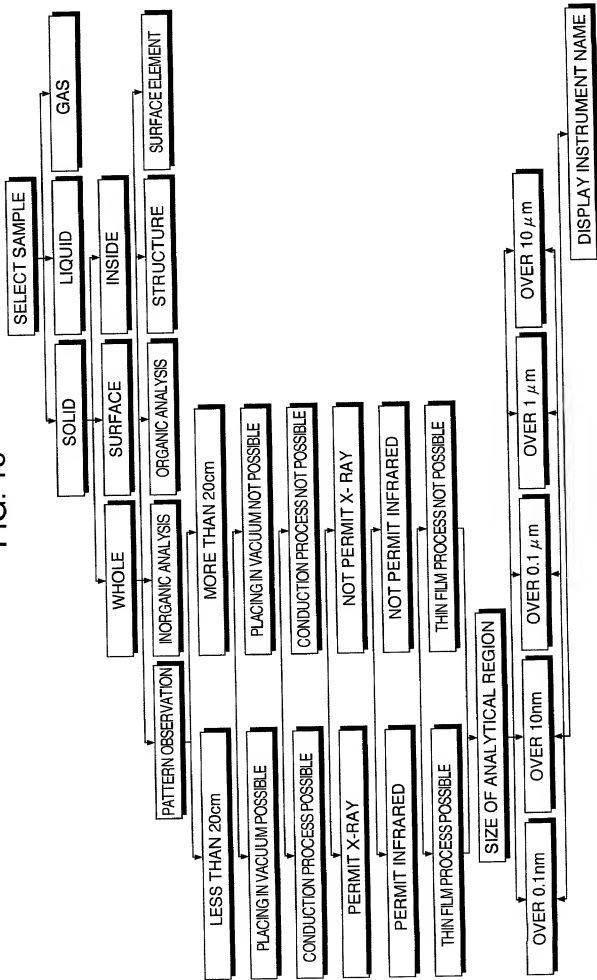 SELECT SAMPLE
SOLID
LIQUID
GAS
WHOLE
SURFACE
INSIDE
PATTERN OBSERVATION
INORGANIC ANALYSIS
ORGANIC ANALYSIS
STRUCTURE
SURFACE ELEMENT
LESS THAN 20cm
MORE THAN 20cm
PLACING IN VACUUM POSSIBLE
PLACING IN VACUUM NOT POSSIBLE
CONDUCTION PROCESS POSSIBLE
CONDUCTION PROCESS NOT POSSIBLE
PERMIT X-RAY
NOT PERMIT X- RAY
PERMIT INFRARED
NOT PERMIT INFRARED
THIN FILM PROCESS POSSIBLE
THIN FILM PROCESS NOT POSSIBLE
SIZE OF ANALYTICAL REGION
OVER 0.1nm
OVER 10nm
OVER 0.1 μm
OVER 1 μm
OVER 10 μm
DISPLAY INSTRUMENT NAME